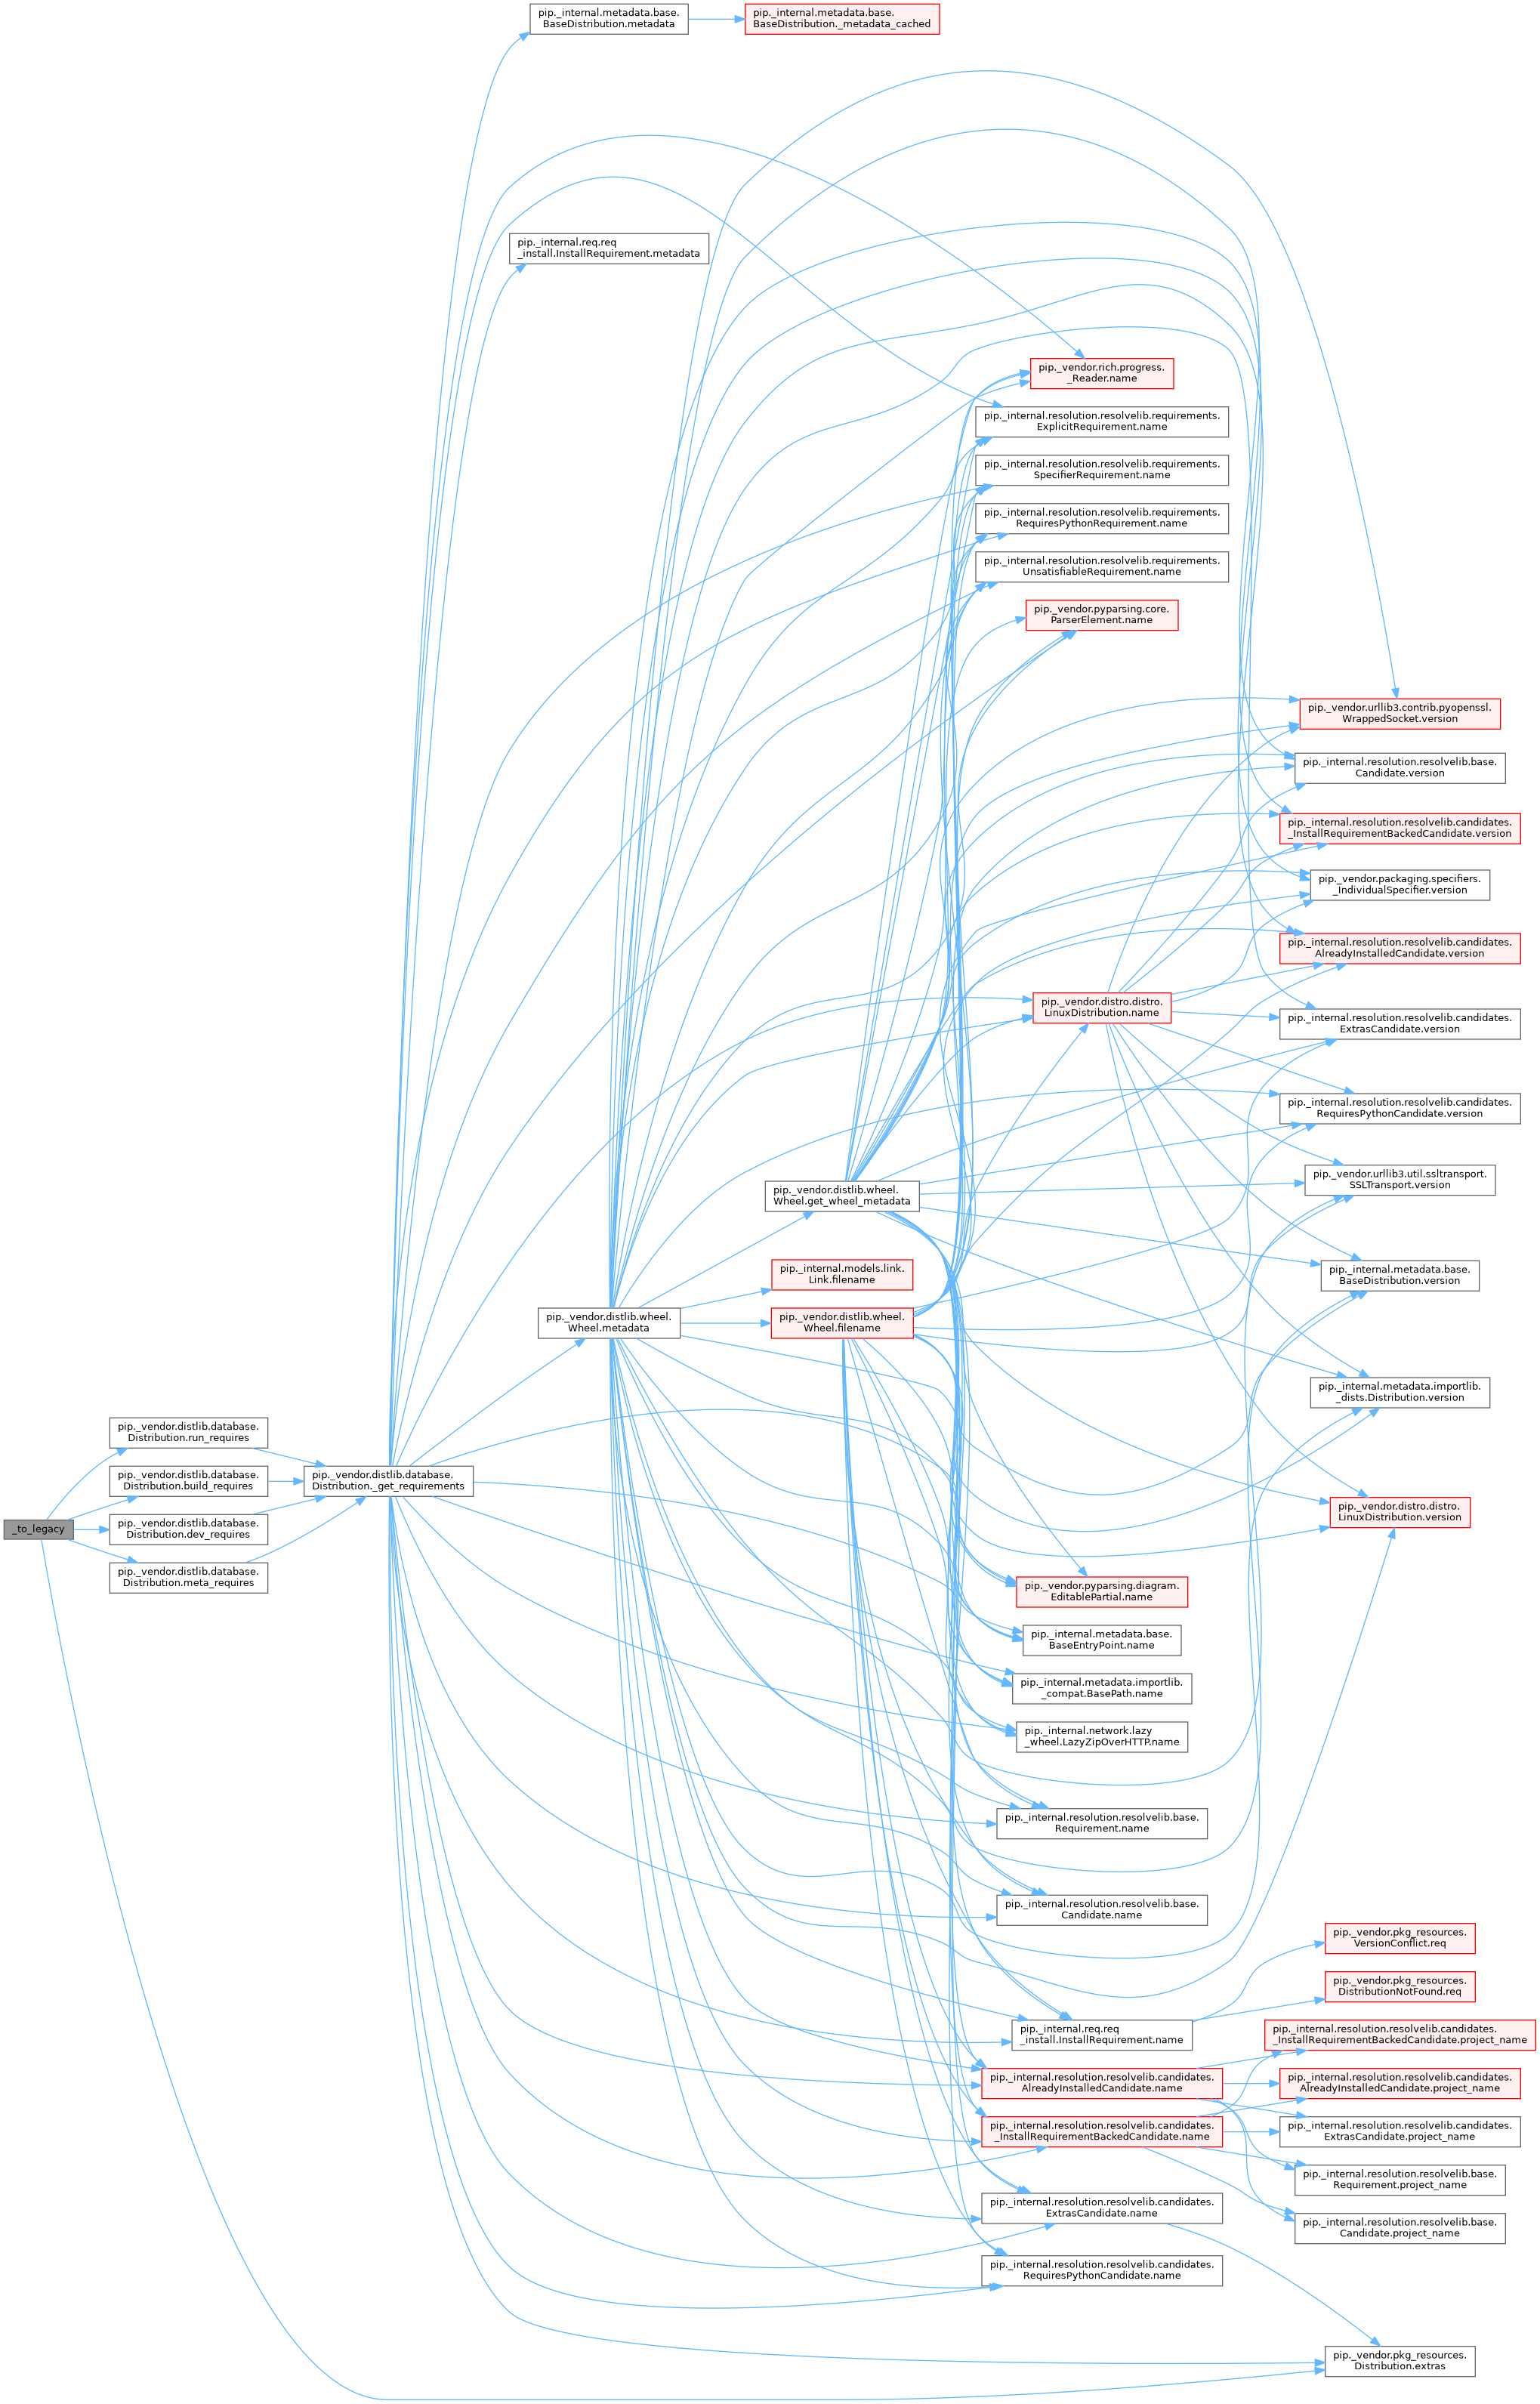 pip._internal.metadata.base.
BaseDistribution.metadata
pip._internal.metadata.base.
BaseDistribution._metadata_cached
pip._internal.req.req
_install.InstallRequirement.metadata
pip._vendor.rich.progress.
_Reader.name
pip._internal.resolution.resolvelib.requirements.
ExplicitRequirement.name
pip._internal.resolution.resolvelib.requirements.
SpecifierRequirement.name
pip._internal.resolution.resolvelib.requirements.
RequiresPythonRequirement.name
pip._internal.resolution.resolvelib.requirements.
UnsatisfiableRequirement.name
pip._vendor.pyparsing.core.
ParserElement.name
pip._vendor.urllib3.contrib.pyopenssl.
WrappedSocket.version
pip._internal.resolution.resolvelib.base.
Candidate.version
pip._internal.resolution.resolvelib.candidates.
_InstallRequirementBackedCandidate.version
pip._vendor.packaging.specifiers.
_IndividualSpecifier.version
pip._internal.resolution.resolvelib.candidates.
AlreadyInstalledCandidate.version
pip._vendor.distro.distro.
LinuxDistribution.name
pip._internal.resolution.resolvelib.candidates.
ExtrasCandidate.version
pip._internal.resolution.resolvelib.candidates.
RequiresPythonCandidate.version
pip._vendor.distlib.wheel.
Wheel.get_wheel_metadata
pip._vendor.urllib3.util.ssltransport.
SSLTransport.version
pip._internal.models.link.
Link.filename
pip._internal.metadata.base.
BaseDistribution.version
pip._vendor.distlib.wheel.
Wheel.metadata
pip._vendor.distlib.wheel.
Wheel.filename
pip._internal.metadata.importlib.
_dists.Distribution.version
pip._vendor.distlib.database.
Distribution.run_requires
pip._vendor.distlib.database.
Distribution.build_requires
pip._vendor.distlib.database.
Distribution._get_requirements
_to_legacy
pip._vendor.distlib.database.
Distribution.dev_requires
pip._vendor.distlib.database.
Distribution.meta_requires
pip._vendor.distro.distro.
LinuxDistribution.version
pip._vendor.pyparsing.diagram.
EditablePartial.name
pip._internal.metadata.base.
BaseEntryPoint.name
pip._internal.metadata.importlib.
_compat.BasePath.name
pip._internal.network.lazy
_wheel.LazyZipOverHTTP.name
pip._internal.resolution.resolvelib.base.
Requirement.name
pip._internal.resolution.resolvelib.base.
Candidate.name
pip._vendor.pkg_resources.
VersionConflict.req
pip._vendor.pkg_resources.
DistributionNotFound.req
pip._internal.req.req
_install.InstallRequirement.name
pip._internal.resolution.resolvelib.candidates.
_InstallRequirementBackedCandidate.project_name
pip._internal.resolution.resolvelib.candidates.
AlreadyInstalledCandidate.name
pip._internal.resolution.resolvelib.candidates.
AlreadyInstalledCandidate.project_name
pip._internal.resolution.resolvelib.candidates.
_InstallRequirementBackedCandidate.name
pip._internal.resolution.resolvelib.candidates.
ExtrasCandidate.project_name
pip._internal.resolution.resolvelib.base.
Requirement.project_name
pip._internal.resolution.resolvelib.candidates.
ExtrasCandidate.name
pip._internal.resolution.resolvelib.base.
Candidate.project_name
pip._internal.resolution.resolvelib.candidates.
RequiresPythonCandidate.name
pip._vendor.pkg_resources.
Distribution.extras